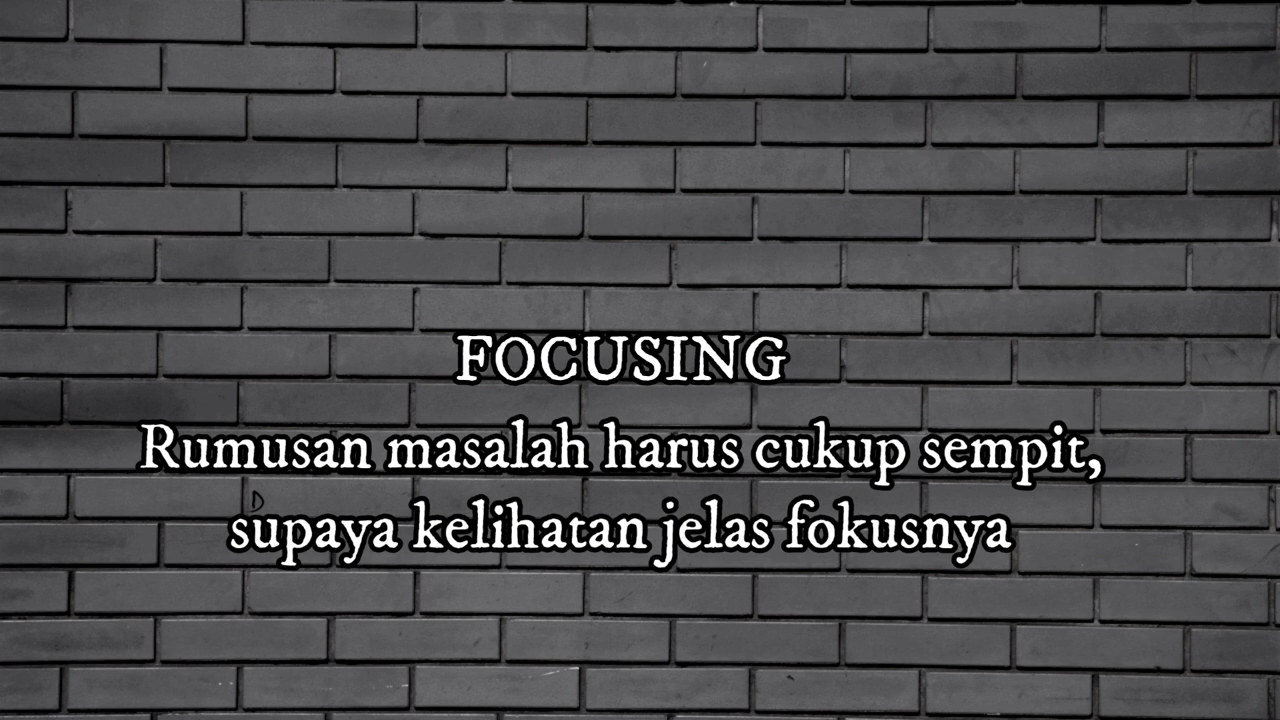 FOCUSING
Rumusan masalah harus cukup sempit,
supaya kelihatan jelas fokusnya